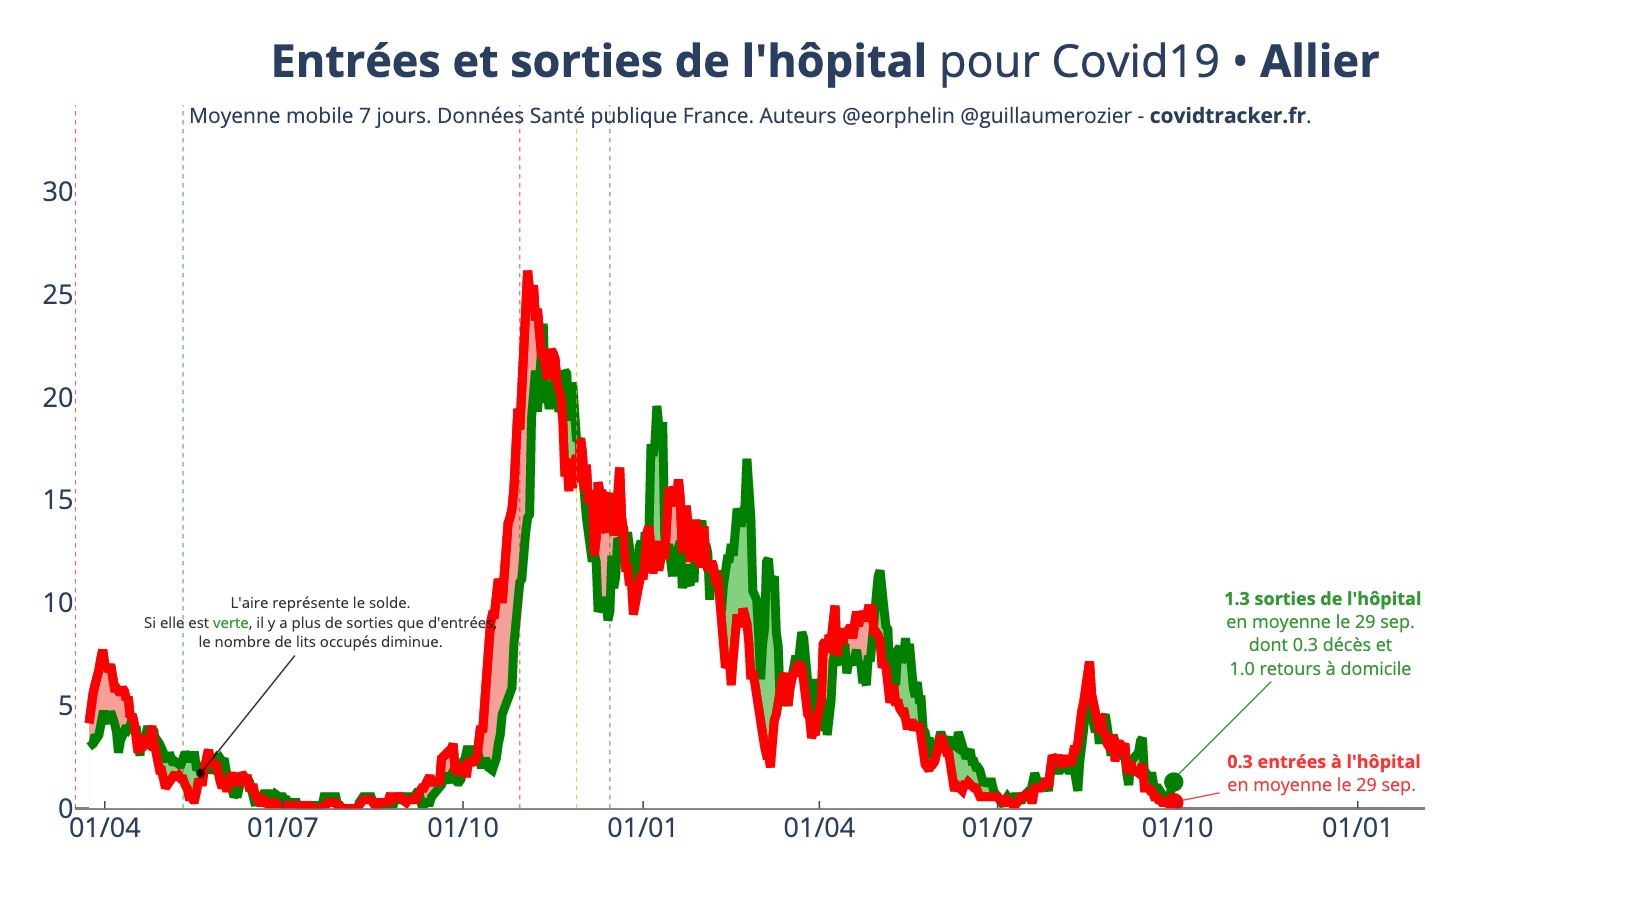 Entrées et sorties de l'hôpital pour Covid19 • Allier
Moyenne mobile 7 jours. Données Santé publique France. Auteurs @eorphelin @guillaumerozier - covidtracker.fr.
30
25
20
15
10
5
0
L'aire représente le solde.
Si elle est verte, il y a plus de sorties que d'entrées,
le nombre de lits occupés diminue.
1.3 sorties de l'hôpital
en moyenne le 29 sep.
dont 0.3 décès et
1.0 retours à domicile
0.3 entrées à l'hôpital
en moyenne le 29 sep.
01/04 01/07 01/10 01/01 01/04 01/07 01/10 01/01